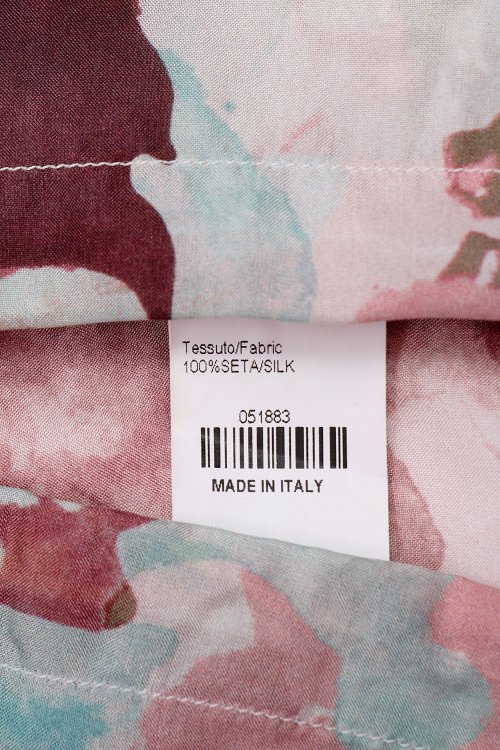 Tessuto/Fabric
100%SETA/SILK
051883
MADE IN ITALY